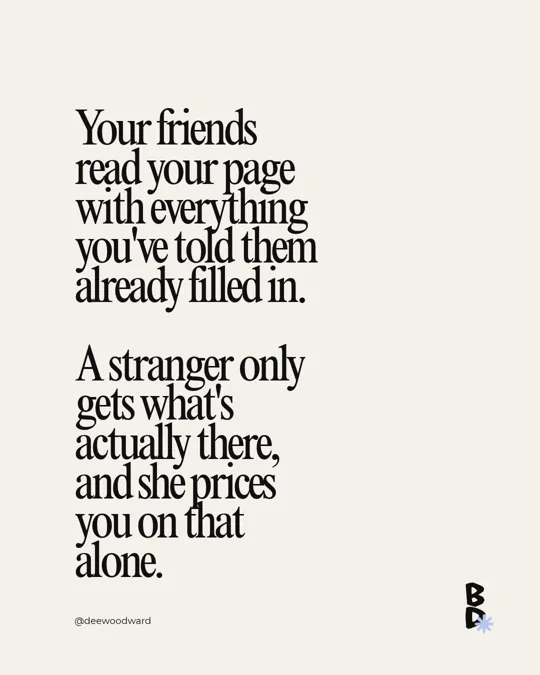 Your friends
read your page
with everything
you've told them
already filled in.
A stranger only
gets what's
actually there,
and she prices
you on that
alone.
@deewoodward
B
D